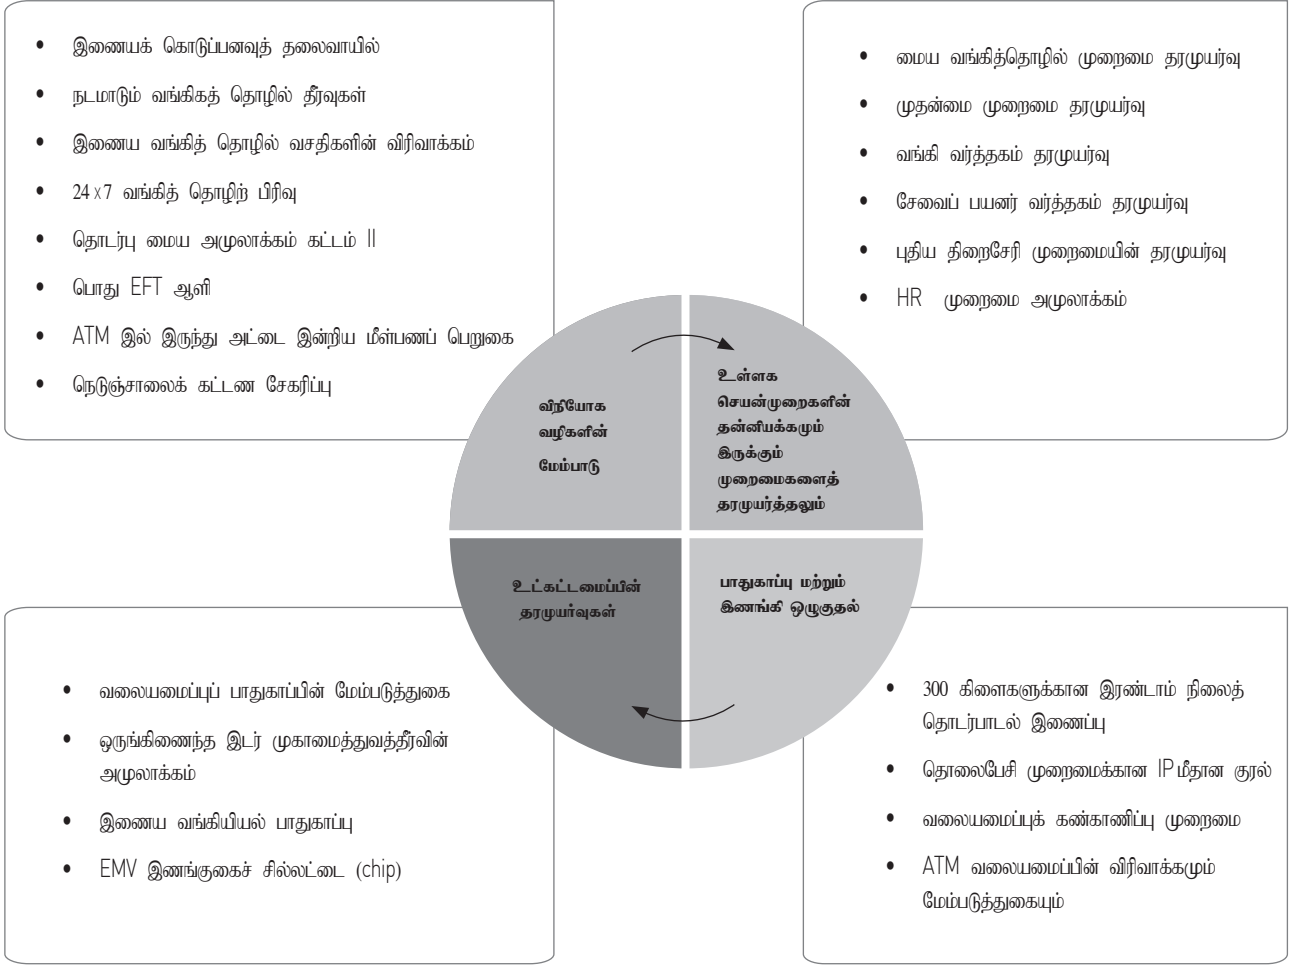 • இணையக் கொடுப்பனவுத் தலைவாயில்
• நடமாடும் வங்கிகத் தொழில் தீர்வுகள்
• இணைய வங்கித் தொழில் வசதிகளின் விரிவாக்கம்
• 24 x 7 வங்கித் தொழிற் பிரிவு
• தொடர்பு மைய அமுலாக்கம் கட்டம் II
• பொது EFT ஆளி
• ATM இல் இருந்து அட்டை இன்றிய மீள்பணப் பெறுகை
• நெடுஞ்சாலைக் கட்டண சேகரிப்பு
• மைய வங்கித்தொழில் முறைமை தரமுயர்வு
• முதன்மை முறைமை தரமுயர்வு
• வங்கி வர்த்தகம் தரமுயர்வு
• சேவைப் பயனர் வர்த்தகம் தரமுயர்வு
• புதிய திறைசேரி முறைமையின் தரமுயர்வு
• HR முறைமை அமுலாக்கம்
விநியோக
வழிகளின்
மேம்பாடு
உள்ளக
செயன்முறைகளின்
தன்னியக்கமும்
இருக்கும்
முறைமைகளைத்
தரமுயர்த்தலும்
உட்கட்டமைப்பின்
தரமுயர்வுகள்
பாதுகாப்பு மற்றும்
இணங்கி ஒழுகுதல்
• வலையமைப்புப் பாதுகாப்பின் மேம்படுத்துகை
• ஒருங்கிணைந்த இடர் முகாமைத்துவத்தீர்வின்
அமுலாக்கம்
• இணைய வங்கியியல் பாதுகாப்பு
• EMV இணங்குகைச் சில்லட்டை (chip)
• 300 கிளைகளுக்கான இரண்டாம் நிலைத்
தொடர்பாடல் இணைப்பு
• தொலைபேசி முறைமைக்கான IP மீதான குரல்
• வலையமைப்புக் கண்காணிப்பு முறைமை
• ATM வலையமைப்பின் விரிவாக்கமும்
மேம்படுத்துகையும்